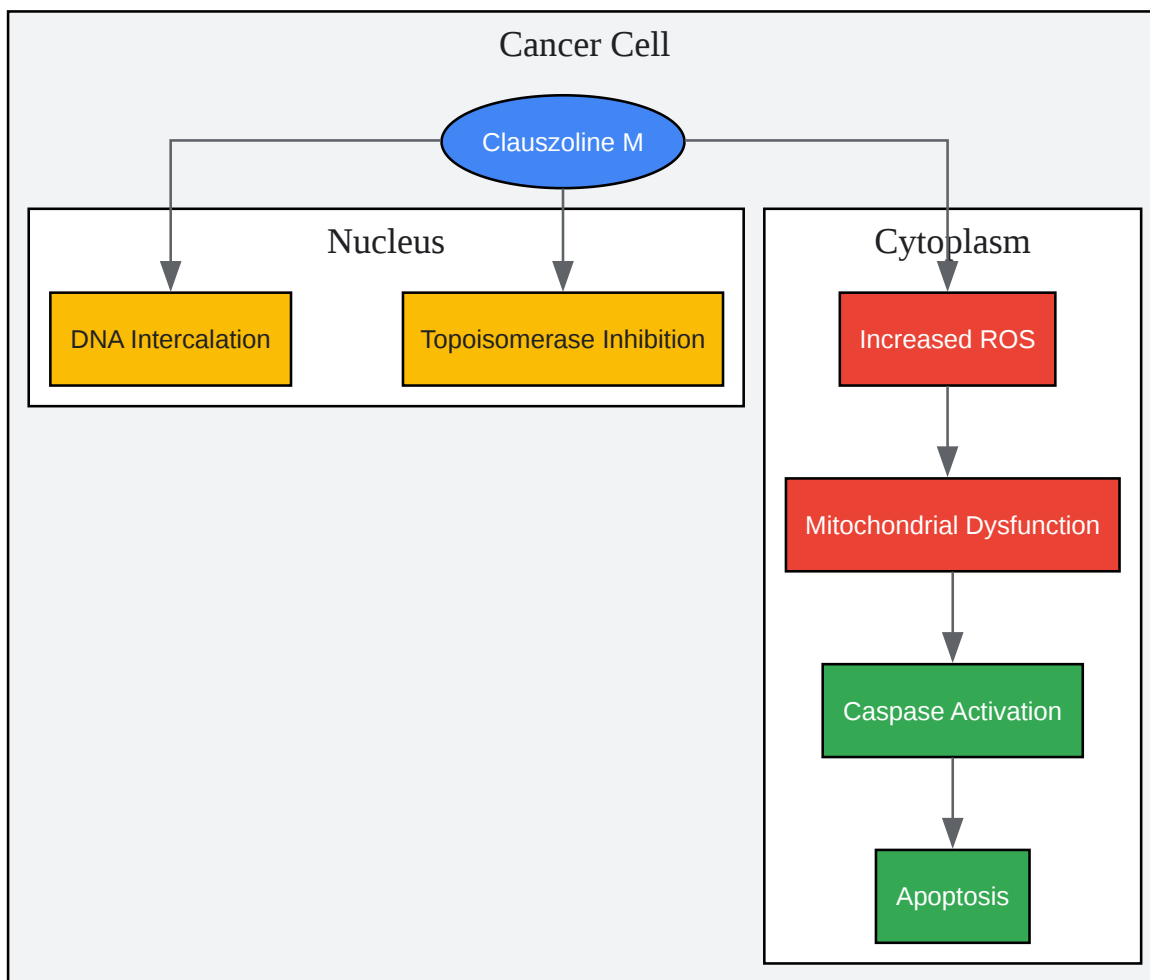 Cancer Cell
Clauszoline M
Nucleus
Cytoplasm
DNA Intercalation
Topoisomerase Inhibition
Increased ROS
Mitochondrial Dysfunction
Caspase Activation
Apoptosis